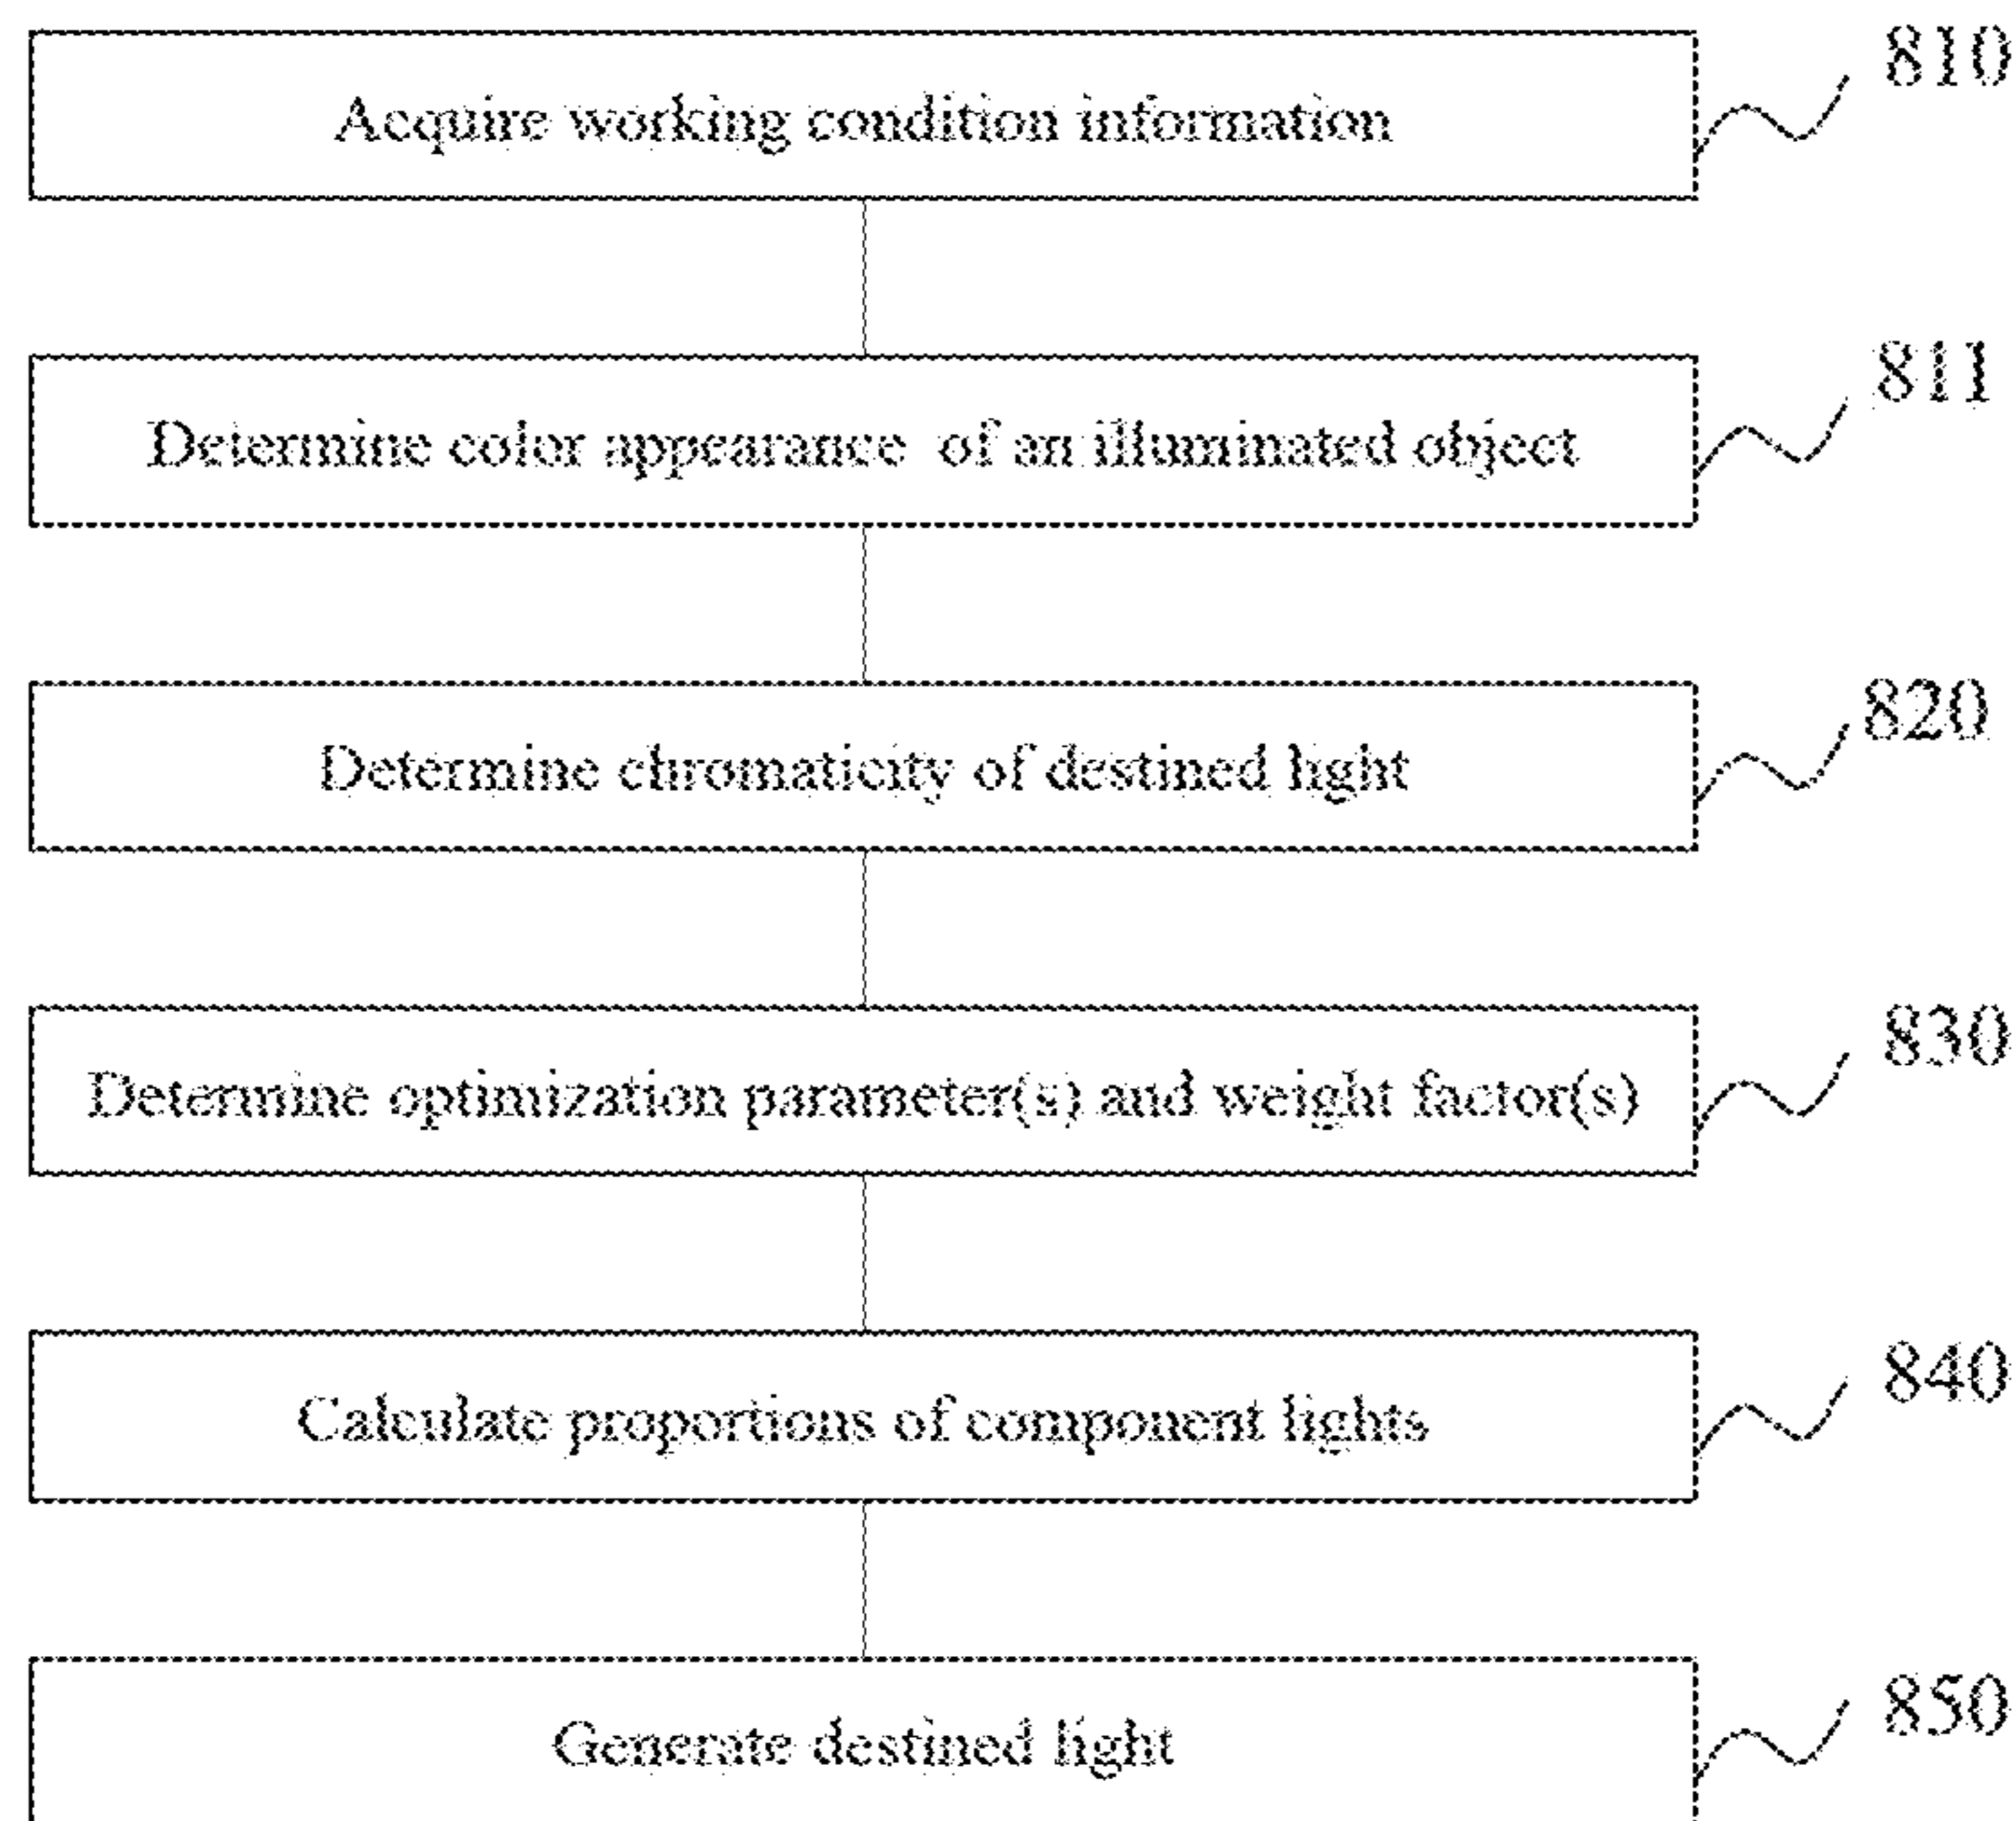 810
Acquire working condition information
811
Determine color appearance of an illuminated object
820
Determine chromaticity of destined light
830
Determine optimization parameter(s) and weight factor(s)
840
Calculate proportions of component lights
850
Generate destined light